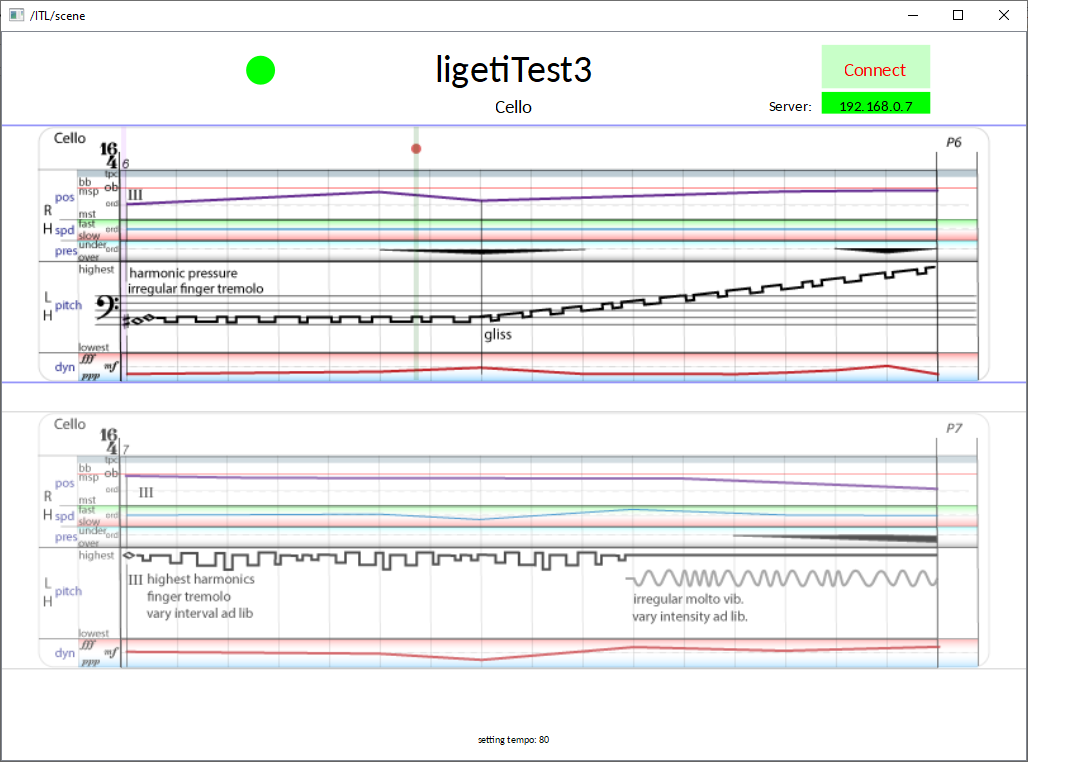 /ITL/scene
ligetiTest3
Connect
Cello
Server: 192.168.0.7
Cello
P6
16
4
6
tpc
bb
msp
ob
pos
III
ord
R
mst
fast
H
spd
ord
slow
under
pres
ord
over
highest
harmonic pressure
irregular finger tremolo
L
pitch
H
gliss
lowest
fff
dyn
mf
ppp
Cello
P7
16
4
7
tpc
bb
msp
ob
pos
III
ord
R
mst
fast
H
spd
ord
slow
under
pres
ord
over
highest
III highest harmonics
finger tremolo
vary interval ad lib
L
pitch
H
irregular molto vib.
vary intensity ad lib.
lowest
fff
dyn
mf
ppp
setting tempo: 80